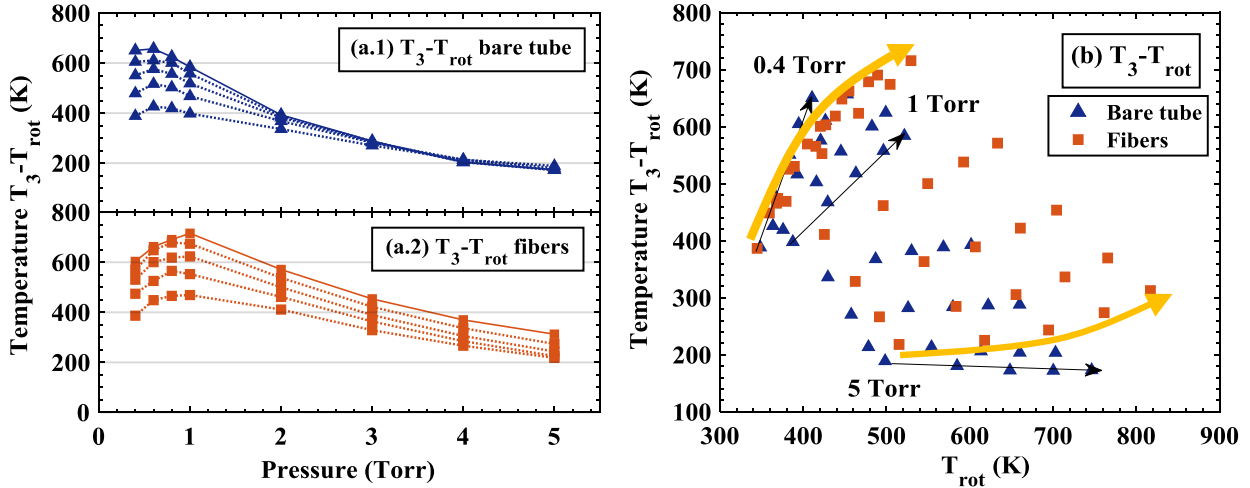 800
600
400
200
800
600
400
200
0
0
1
2
3
4
5
Pressure (Torr)
Temperature T3-Trot (K)
(a.1) T3-Trot bare tube
(a.2) T3-Trot fibers
800
700
600
500
400
300
200
100
300
400
500
600
700
800
900
Trot (K)
Temperature T3-Trot (K)
(b) T3-Trot
Bare tube
Fibers
0.4 Torr
1 Torr
5 Torr